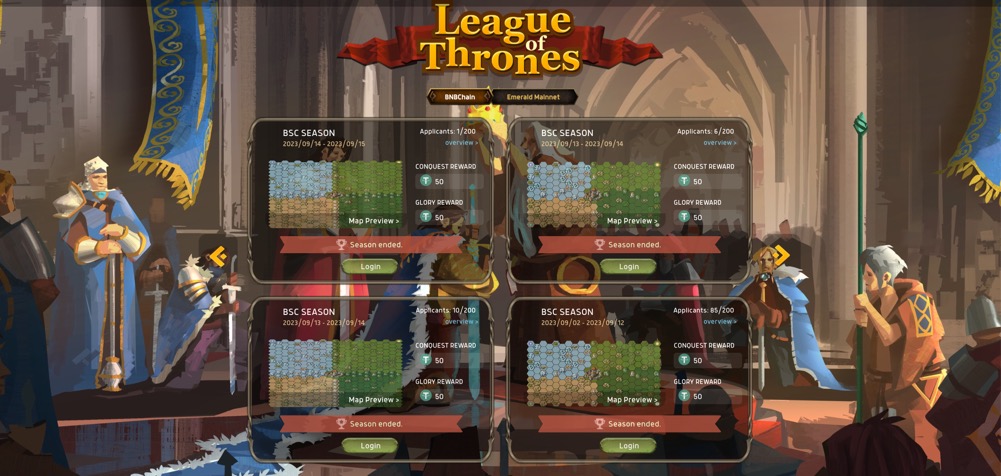 League
of
Thrones
BNBChain
Emerald Mainnet
BSC SEASON
Applicants: 1/200
2023/09/14 - 2023/09/15
overview >
CONQUEST REWARD
T 50
GLORY REWARD
T 50
Map Preview >
Season ended.
Login
BSC SEASON
Applicants: 6/200
2023/09/13 - 2023/09/14
overview >
CONQUEST REWARD
T 50
GLORY REWARD
T 50
Map Preview >
Season ended.
Login
BSC SEASON
Applicants: 10/200
2023/09/13 - 2023/09/14
overview >
CONQUEST REWARD
T 50
GLORY REWARD
T 50
Map Preview >
Season ended.
Login
BSC SEASON
Applicants: 85/200
2023/09/02 - 2023/09/12
overview >
CONQUEST REWARD
T 50
GLORY REWARD
T 50
Map Preview >
Season ended.
Login